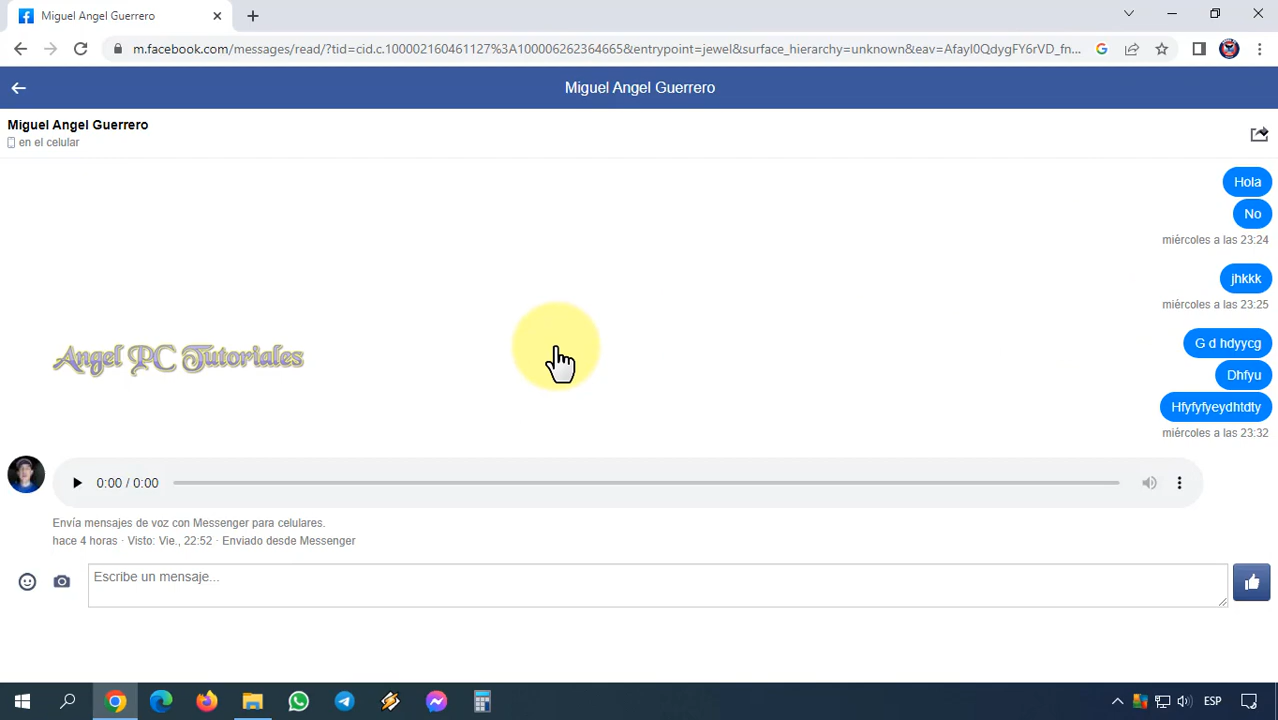 Miguel Angel Guerrero
m.facebook.com/messages/read/?tid=cid.c.100002160461127%3A100006262364665&entrypoint=jewel&surface_hierarchy=unknown&eav=Afayl0QdygFY6rVD_fn...
Miguel Angel Guerrero
Miguel Angel Guerrero
en el celular
Hola
No
miércoles a las 23:24
jhkkk
miércoles a las 23:25
G d hdyycg
Dhfyu
Hfyfyfyeydhtdty
miércoles a las 23:32
Angel PC Tutoriales
0:00 / 0:00
Envía mensajes de voz con Messenger para celulares.
hace 4 horas · Visto: Vie., 22:52 · Enviado desde Messenger
Escribe un mensaje...
ESP